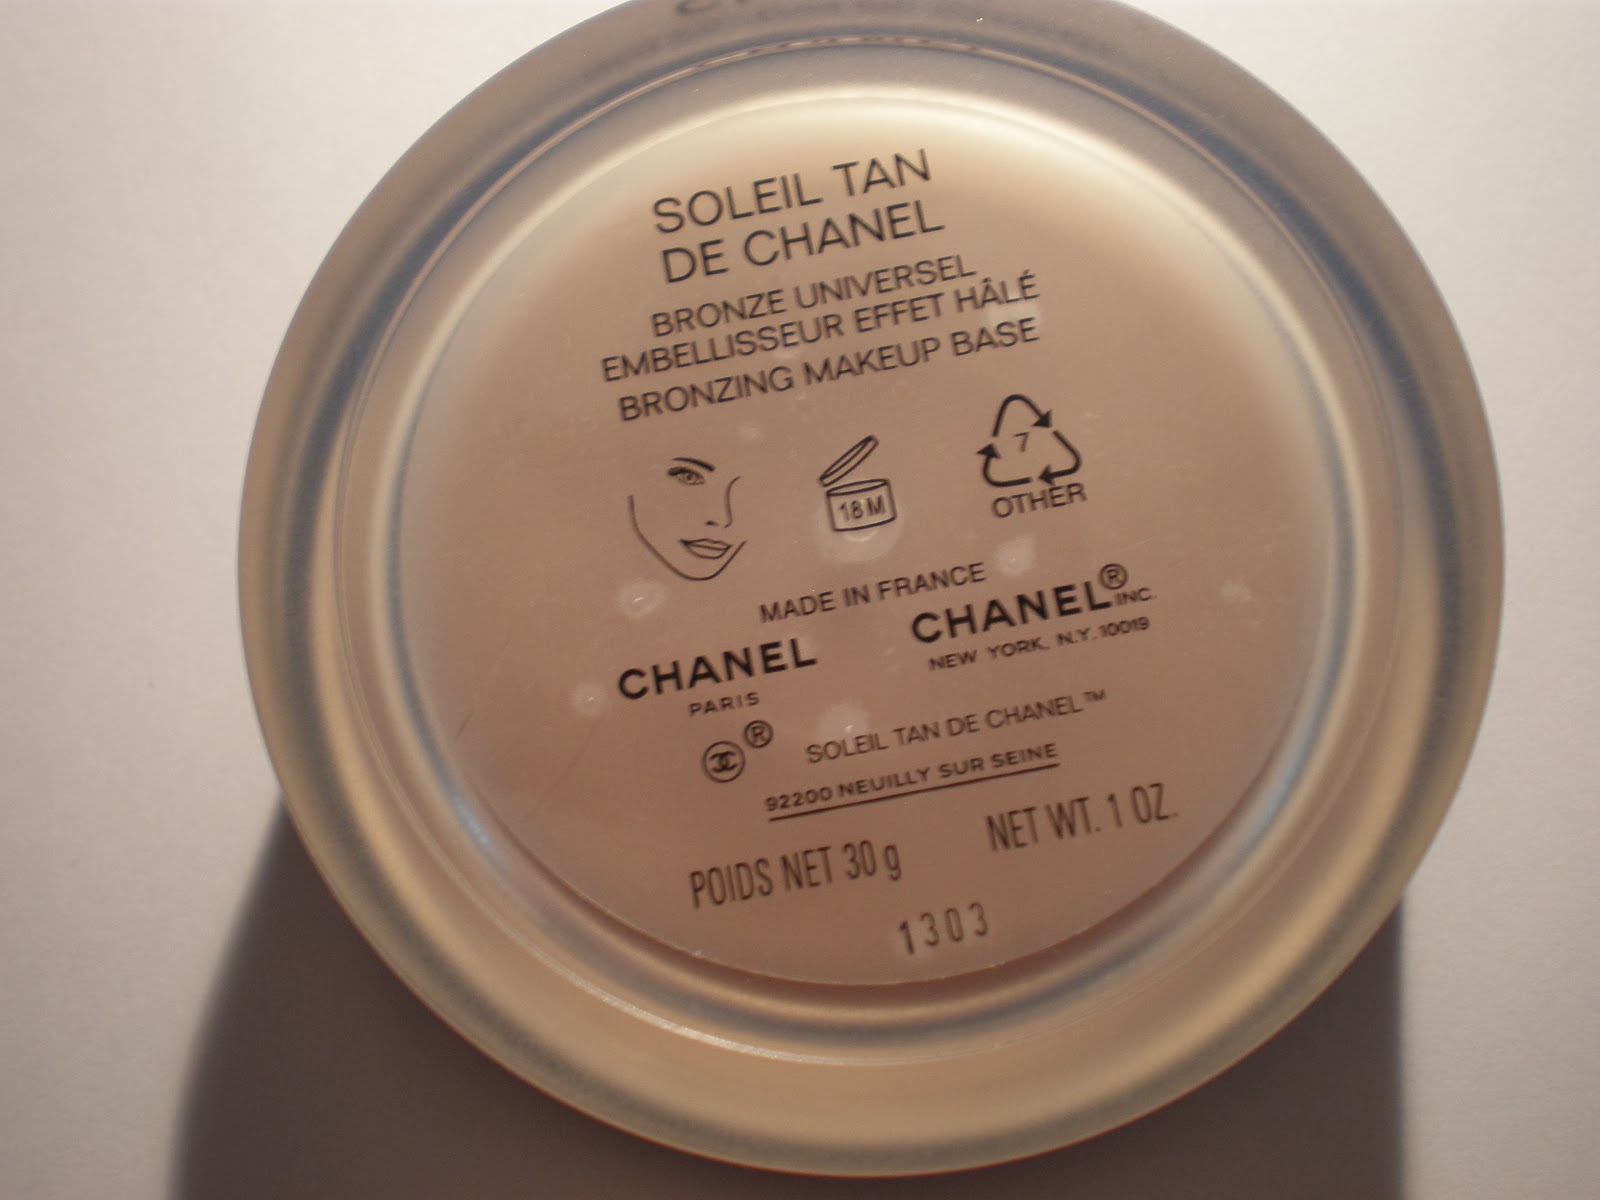 SOLEIL TAN
DE CHANEL
BRONZE UNIVERSEL
EMBELLISSEUR EFFET HÂLÉ
BRONZING MAKEUP BASE
18 M
7
OTHER
MADE IN FRANCE
CHANEL
PARIS
CHANEL® INC.
NEW YORK, N.Y. 10019
®
SOLEIL TAN DE CHANEL™
92200 NEUILLY SUR SEINE
POIDS NET 30 g
NET WT. 1 OZ.
1303